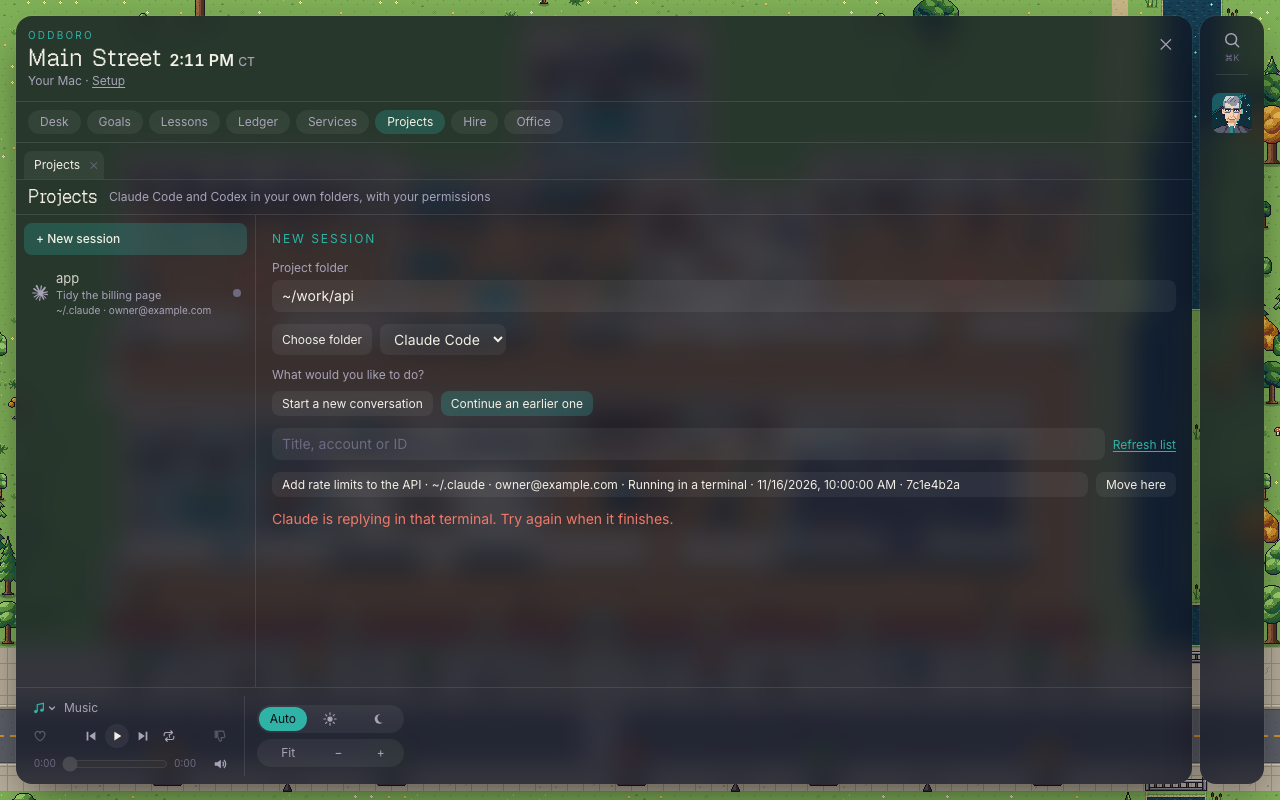 ODDBORO
Main Street 2:11 PM CT
Your Mac · Setup
⌘K
Desk Goals Lessons Ledger Services Projects Hire Office
Projects
Projects Claude Code and Codex in your own folders, with your permissions
+ New session
app
Tidy the billing page
~/.claude · owner@example.com
NEW SESSION
Project folder
~/work/api
Choose folder Claude Code
What would you like to do?
Start a new conversation Continue an earlier one
Title, account or ID Refresh list
Add rate limits to the API · ~/.claude · owner@example.com · Running in a terminal · 11/16/2026, 10:00:00 AM · 7c1e4b2a Move here
Claude is replying in that terminal. Try again when it finishes.
Music
0:00 0:00
Auto
Fit − +